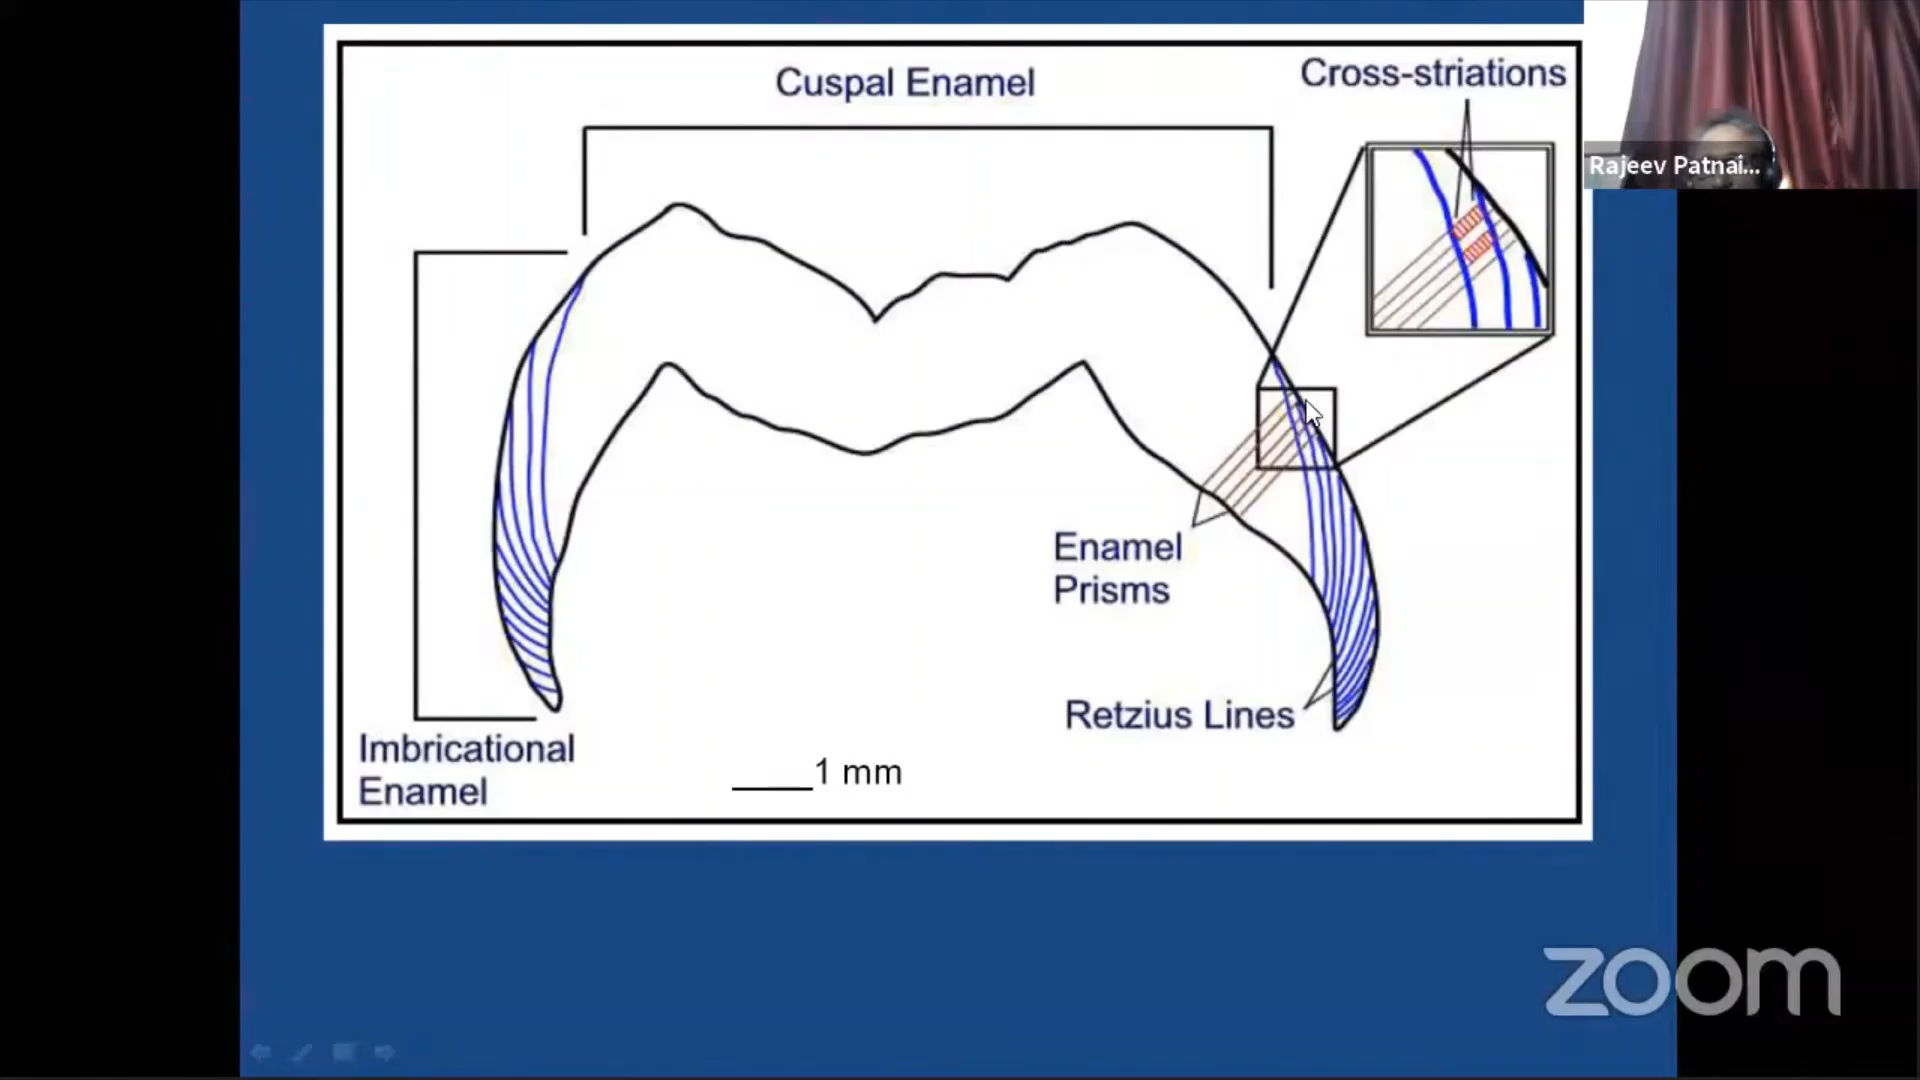 Cuspal Enamel
Cross-striations
Rajeev Patnai...
Enamel
Prisms
Retzius Lines
Imbricational
Enamel
1 mm
zoom